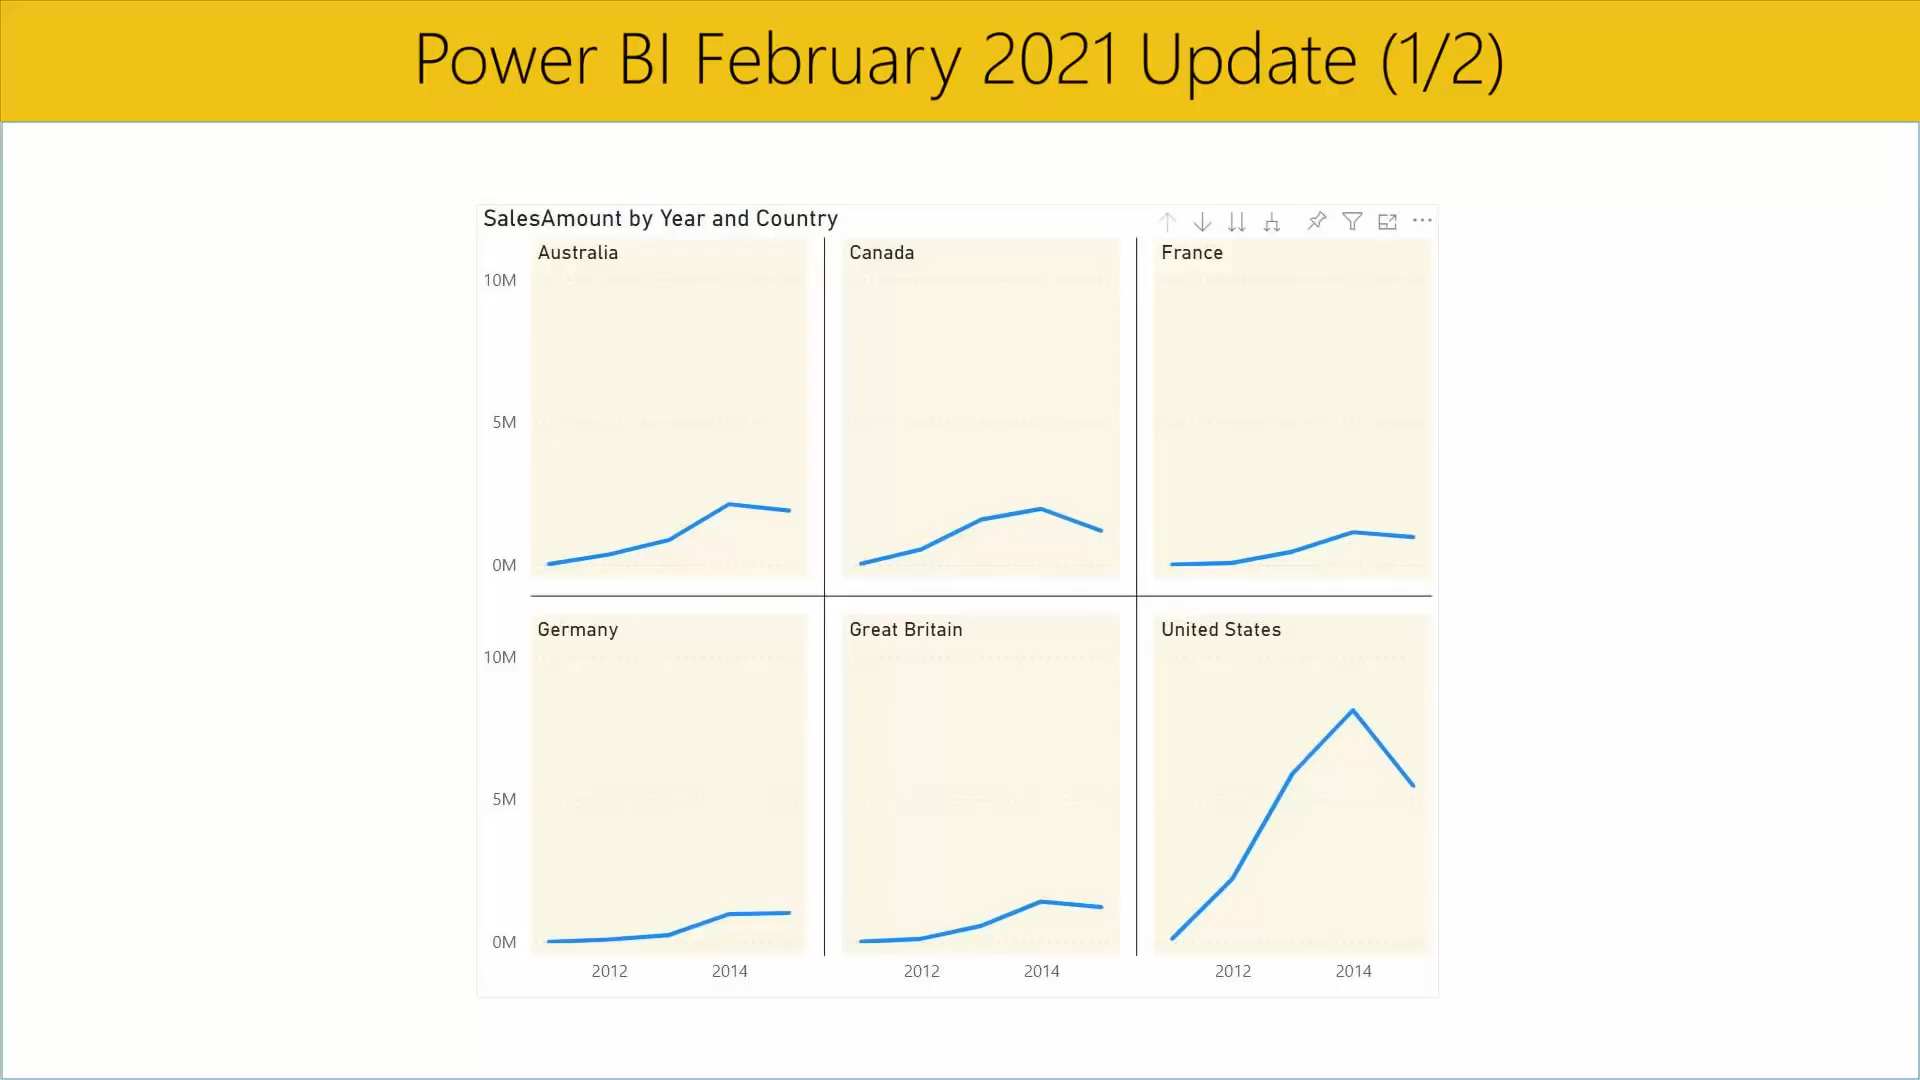 Power BI February 2021 Update (1/2)
SalesAmount by Year and Country
Australia
Canada
France
10M
5M
0M
Germany
Great Britain
United States
10M
5M
0M
2012
2014
2012
2014
2012
2014